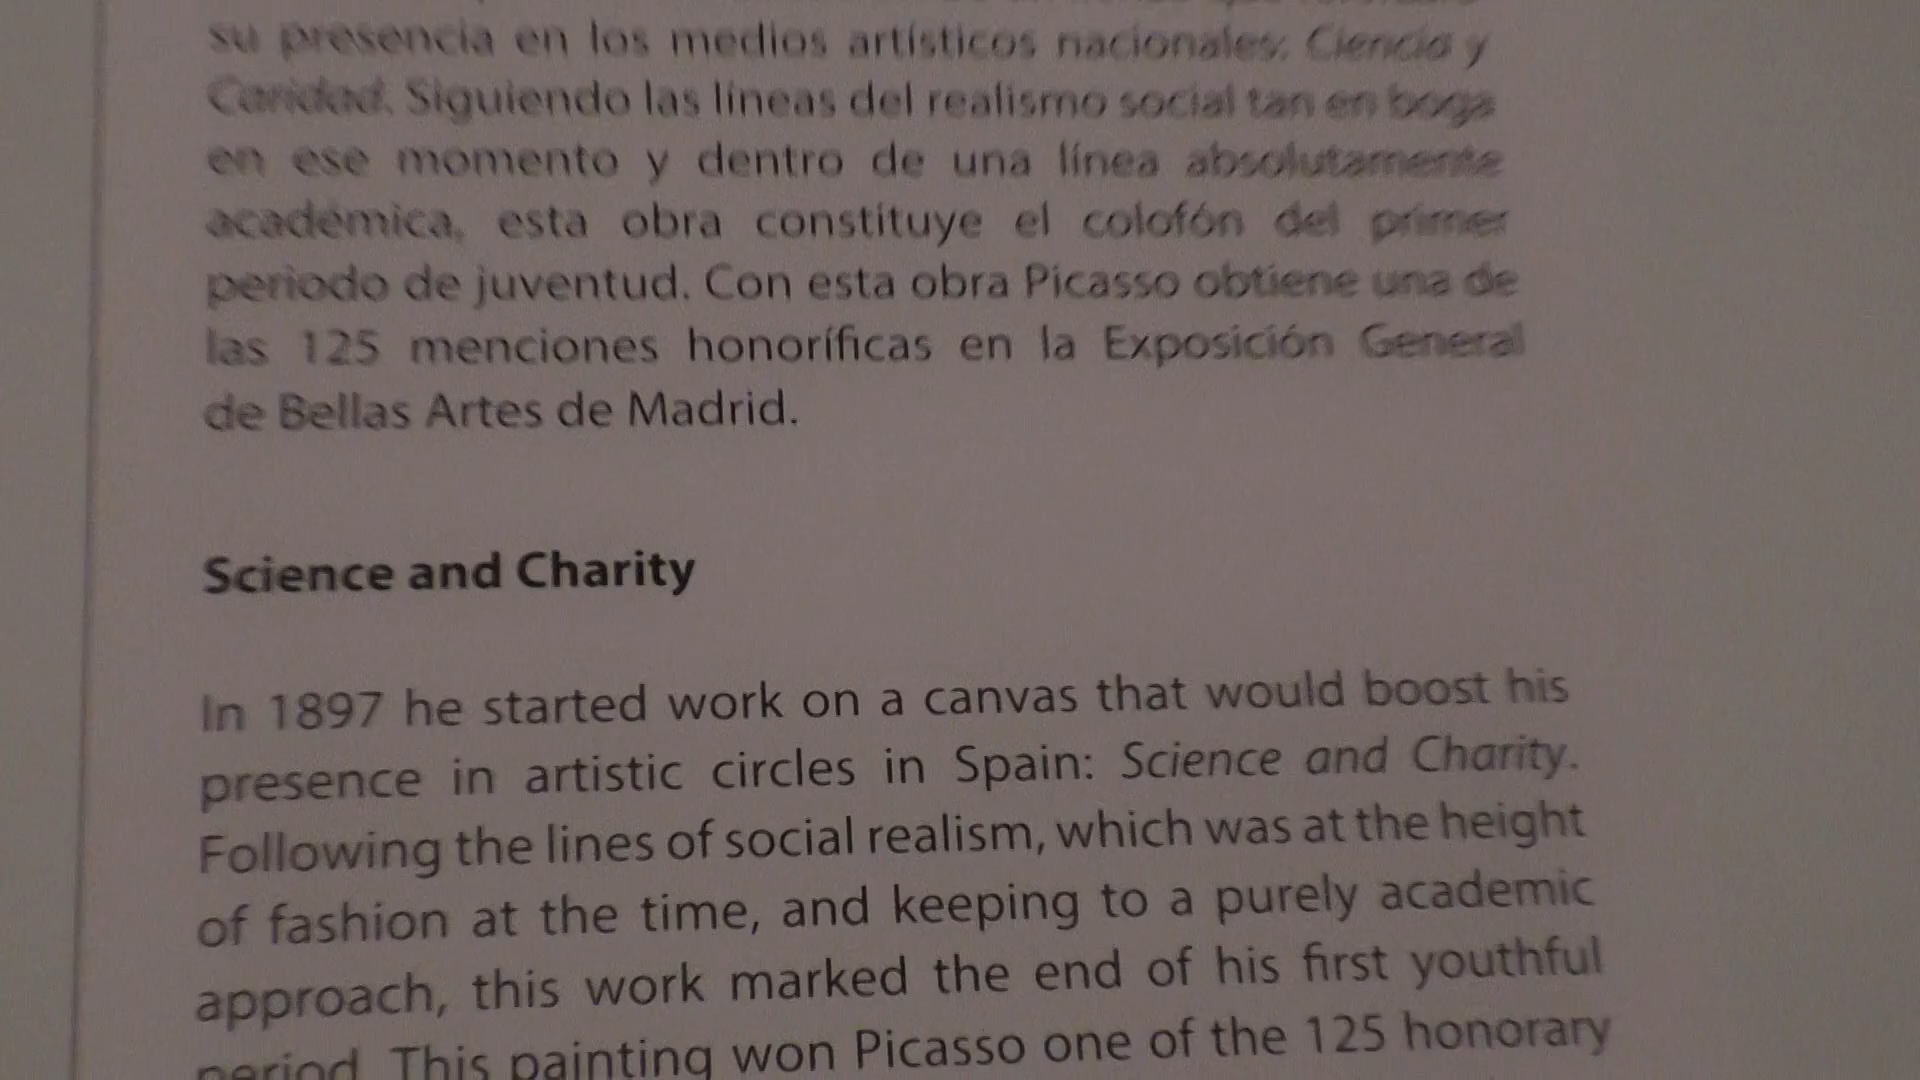 su presencia en los medios artísticos nacionales: Ciencia y
Caridad. Siguiendo las líneas del realismo social tan en boga
en ese momento y dentro de una línea absolutamente
académica, esta obra constituye el colofón del primer
periodo de juventud. Con esta obra Picasso obtiene una de
las 125 menciones honoríficas en la Exposición General
de Bellas Artes de Madrid.
Science and Charity
In 1897 he started work on a canvas that would boost his
presence in artistic circles in Spain: Science and Charity.
Following the lines of social realism, which was at the height
of fashion at the time, and keeping to a purely academic
approach, this work marked the end of his first youthful
period. This painting won Picasso one of the 125 honorary